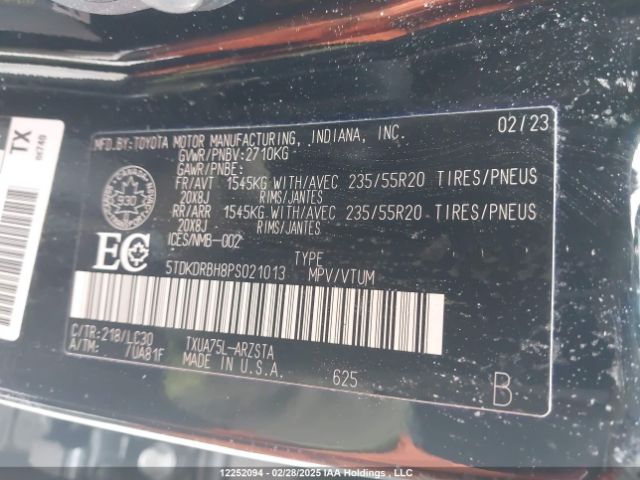 MFD.BY:TOYOTA MOTOR MANUFACTURING, INDIANA, INC. 02/23
GVWR/PNBV:2710KG
GAWR/PNBE:
FR/AVT 1545KG WITH/AVEC 235/55R20 TIRES/PNEUS
20X8J RIMS/JANTES
RR/ARR 1545KG WITH/AVEC 235/55R20 TIRES/PNEUS
20X8J RIMS/JANTES
ICES/NMB-002
CANADA
930
EC
TYPE
5TDKDRBH8PS021013 MPV/VTUM
C/TR:218/LC30 TXUA75L-ARZSTA
A/TM: /UA81F MADE IN U.S.A. 625
B
TX
12252094 - 02/28/2025 IAA Holdings , LLC